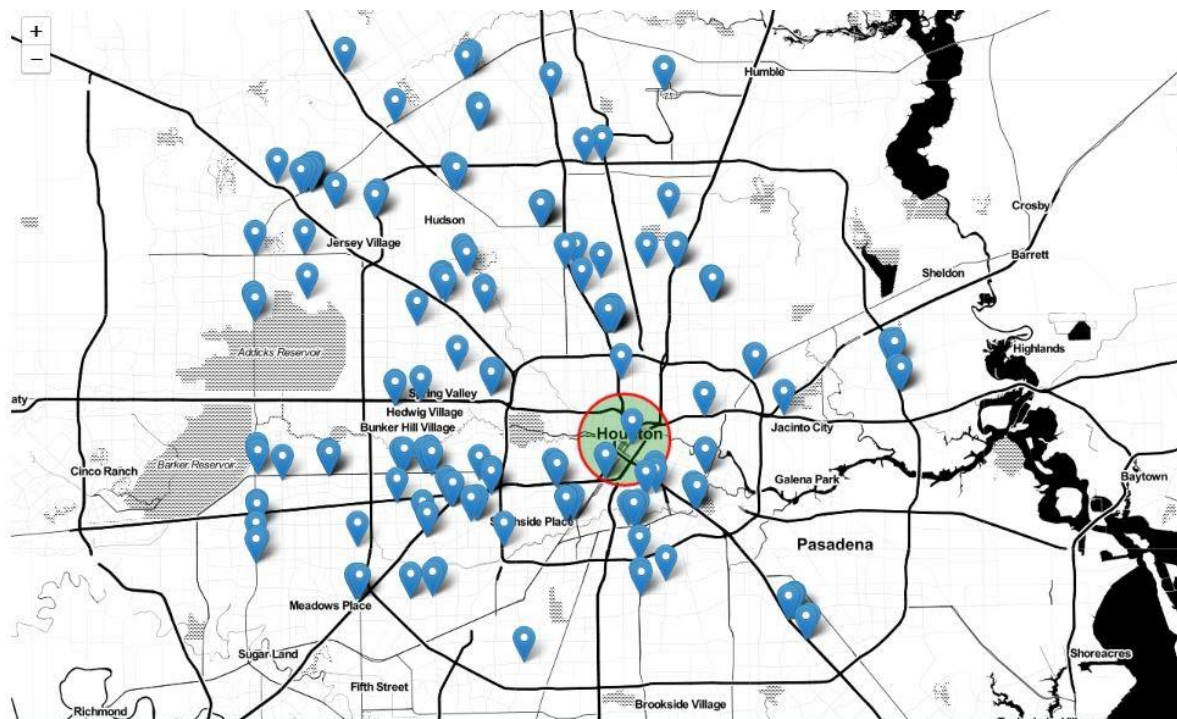 +
−
Humble
Crosby
Hudson
Jersey Village
Barrett
Sheldon
Addicks Reservoir
Highlands
aty
Spring Valley
Hedwig Village
Bunker Hill Village
Jacinto City
Houston
Cinco Ranch
Barker Reservoir
Galena Park
Baytown
Southside Place
Pasadena
Meadows Place
Sugar Land
Shoreacres
Fifth Street
Richmond
Brookside Village